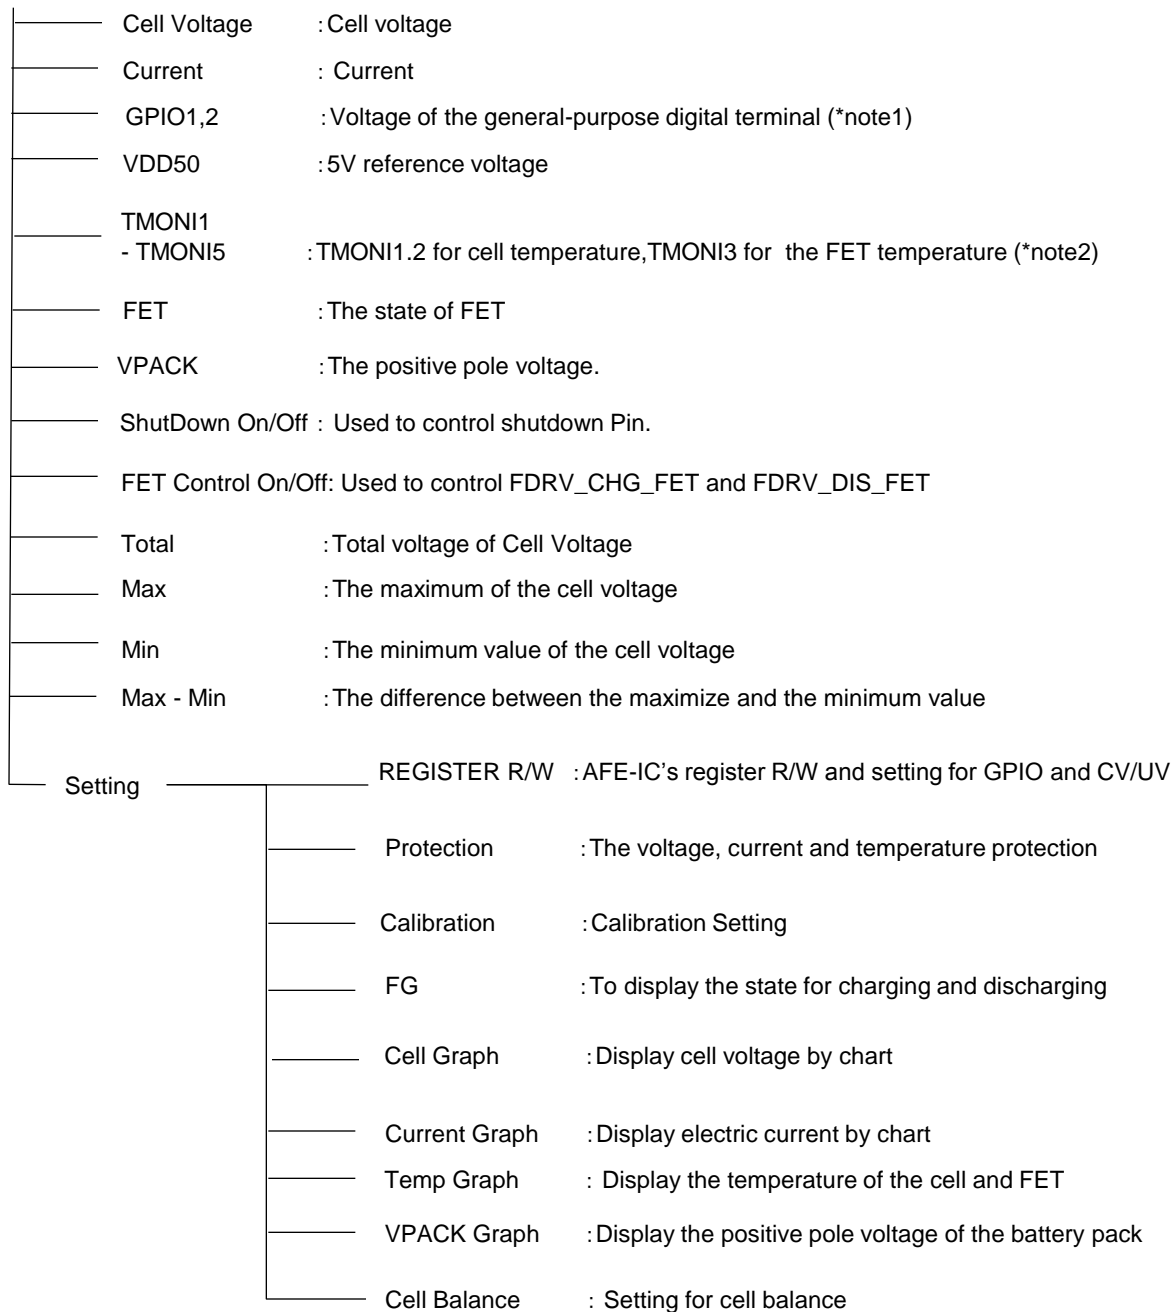 Cell Voltage : Cell voltage
Current : Current
GPIO1,2 : Voltage of the general-purpose digital terminal (*note1)
VDD50 : 5V reference voltage
TMONI1
- TMONI5 : TMONI1.2 for cell temperature,TMONI3 for the FET temperature (*note2)
FET : The state of FET
VPACK : The positive pole voltage.
ShutDown On/Off : Used to control shutdown Pin.
FET Control On/Off: Used to control FDRV_CHG_FET and FDRV_DIS_FET
Total : Total voltage of Cell Voltage
Max : The maximum of the cell voltage
Min : The minimum value of the cell voltage
Max - Min : The difference between the maximize and the minimum value
Setting
REGISTER R/W : AFE-IC’s register R/W and setting for GPIO and CV/UV
Protection : The voltage, current and temperature protection
Calibration : Calibration Setting
FG : To display the state for charging and discharging
Cell Graph : Display cell voltage by chart
Current Graph : Display electric current by chart
Temp Graph : Display the temperature of the cell and FET
VPACK Graph : Display the positive pole voltage of the battery pack
Cell Balance : Setting for cell balance